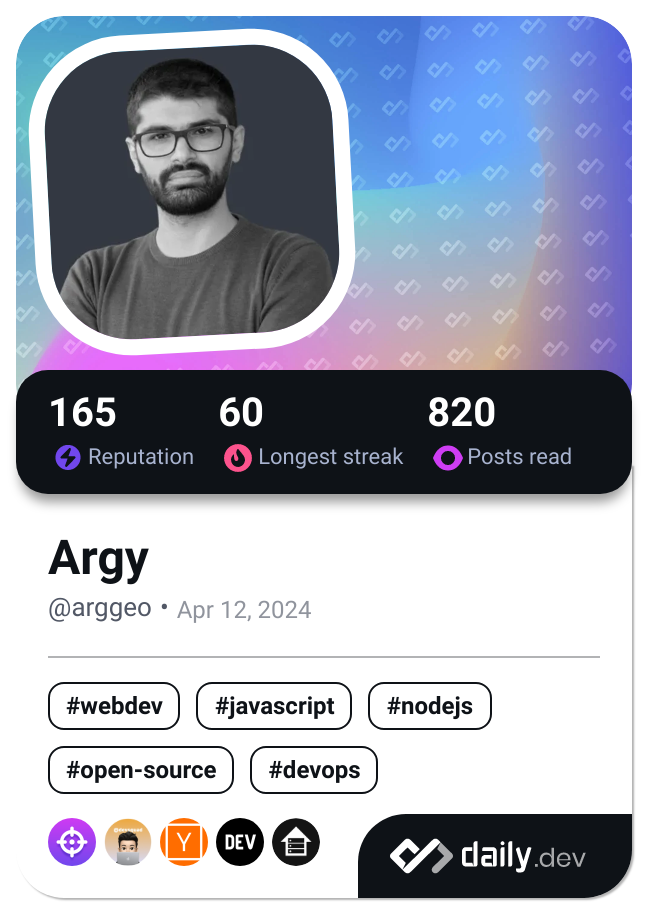 165 60 820
Reputation Longest streak Posts read
Argy
@arggeo • Apr 12, 2024
#webdev #javascript #nodejs
#open-source #devops
Y DEV
daily.dev